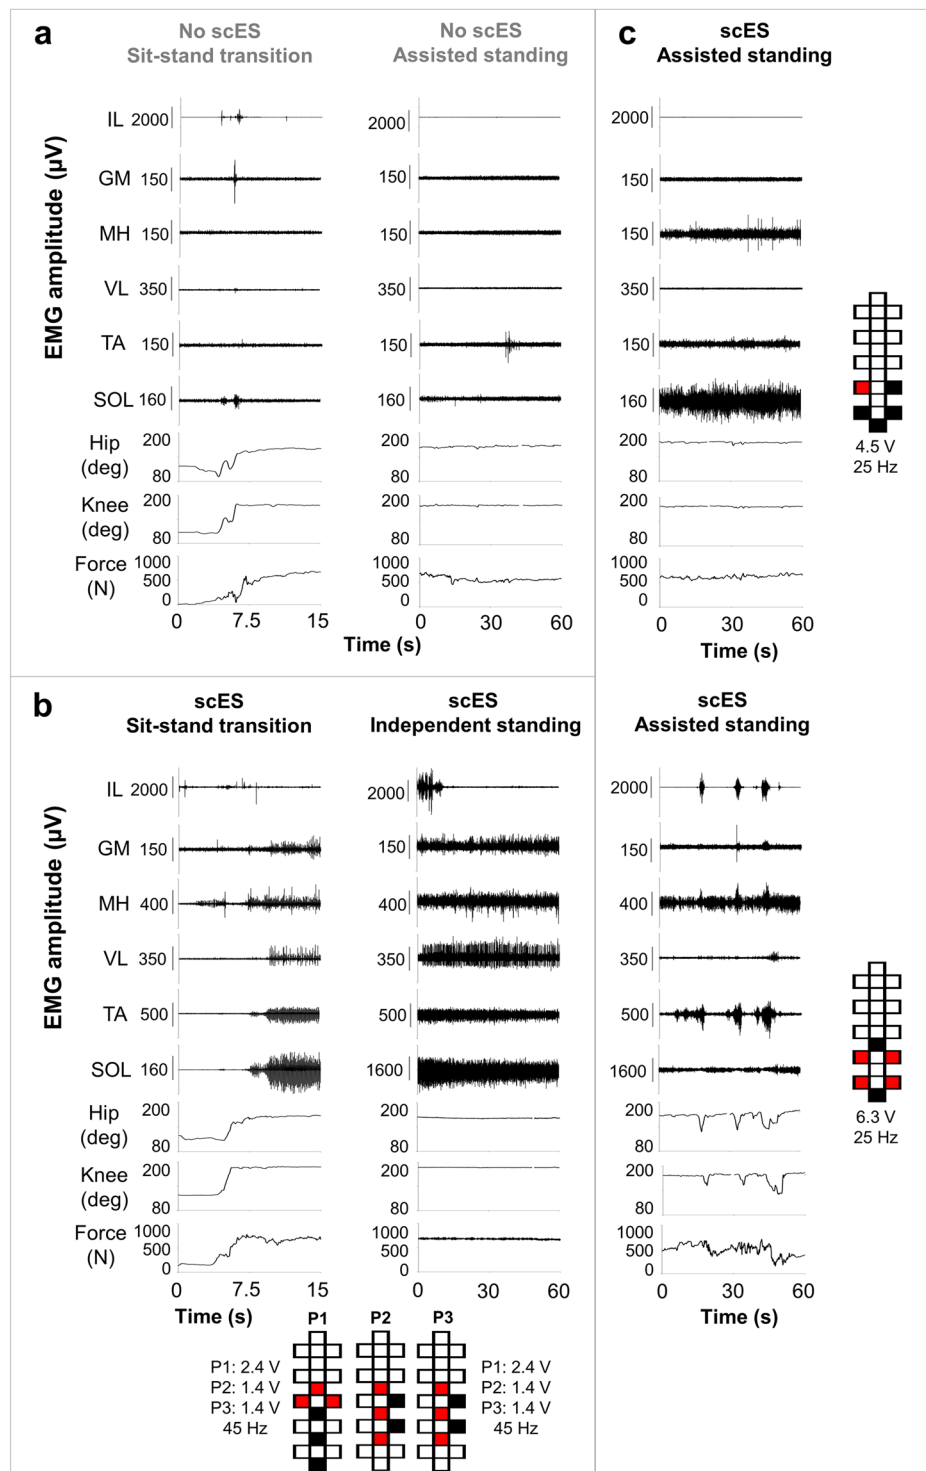 a
No scES
Sit-stand transition
No scES
Assisted standing
EMG amplitude (µV)
IL 2000
GM 150
MH 150
VL 350
TA 150
SOL 160
Hip
(deg)
200
80
Knee
(deg)
200
80
Force
(N)
1000
500
0
0 7.5 15
2000
150
150
350
150
160
200
80
200
80
1000
500
0
0 30 60
Time (s)
c
scES
Assisted standing
2000
150
150
350
150
160
200
80
200
80
1000
500
0
0 30 60
Time (s)
4.5 V
25 Hz
b
scES
Sit-stand transition
scES
Independent standing
EMG amplitude (µV)
IL 2000
GM 150
MH 400
VL 350
TA 500
SOL 160
Hip
(deg)
200
80
Knee
(deg)
200
80
Force
(N)
1000
500
0
0 7.5 15
Time (s)
2000
150
400
350
500
1600
200
80
200
80
1000
500
0
0 30 60
Time (s)
P1 P2 P3
P1: 2.4 V
P2: 1.4 V
P3: 1.4 V
45 Hz
P1: 2.4 V
P2: 1.4 V
P3: 1.4 V
45 Hz
scES
Assisted standing
2000
150
400
350
500
1600
200
80
200
80
1000
500
0
0 30 60
Time (s)
6.3 V
25 Hz